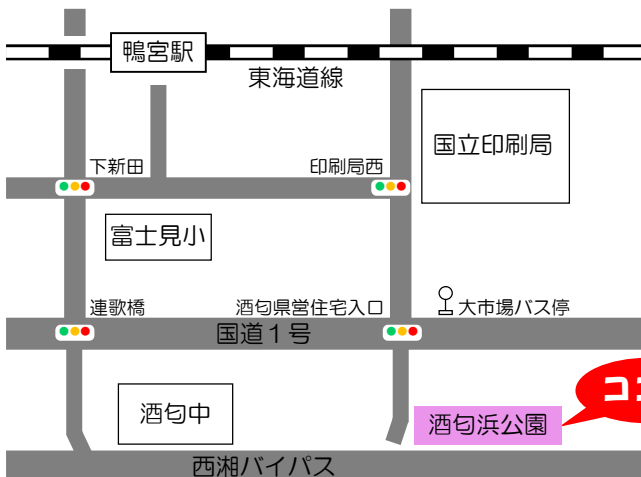 鴨宮駅
東海道線
国立印刷局
下新田
印刷局西
富士見小
連歌橋
酒匂県営住宅入口
大市場バス停
国道1号
酒匂中
酒匂浜公園
西湘バイパス